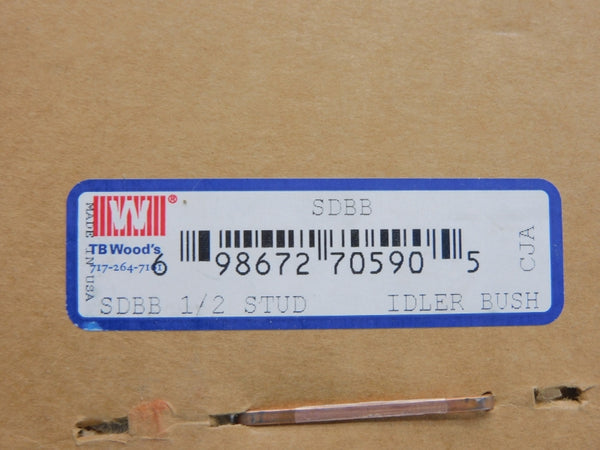 SDBB
W®
TB Wood's
717-264-7161
MADE IN USA
6 98672 70590 5
CJA
SDBB 1/2 STUD IDLER BUSH